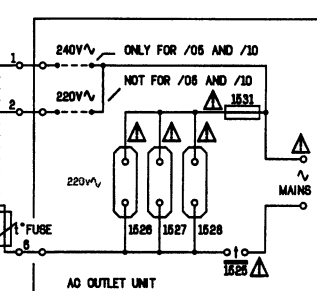 1 240V∿ ONLY FOR /05 AND /10
NOT FOR /05 AND /10
2 220V∿
1531
220V∿
∿
MAINS
t° FUSE
1526 1527 1528
6
1525
AC OUTLET UNIT